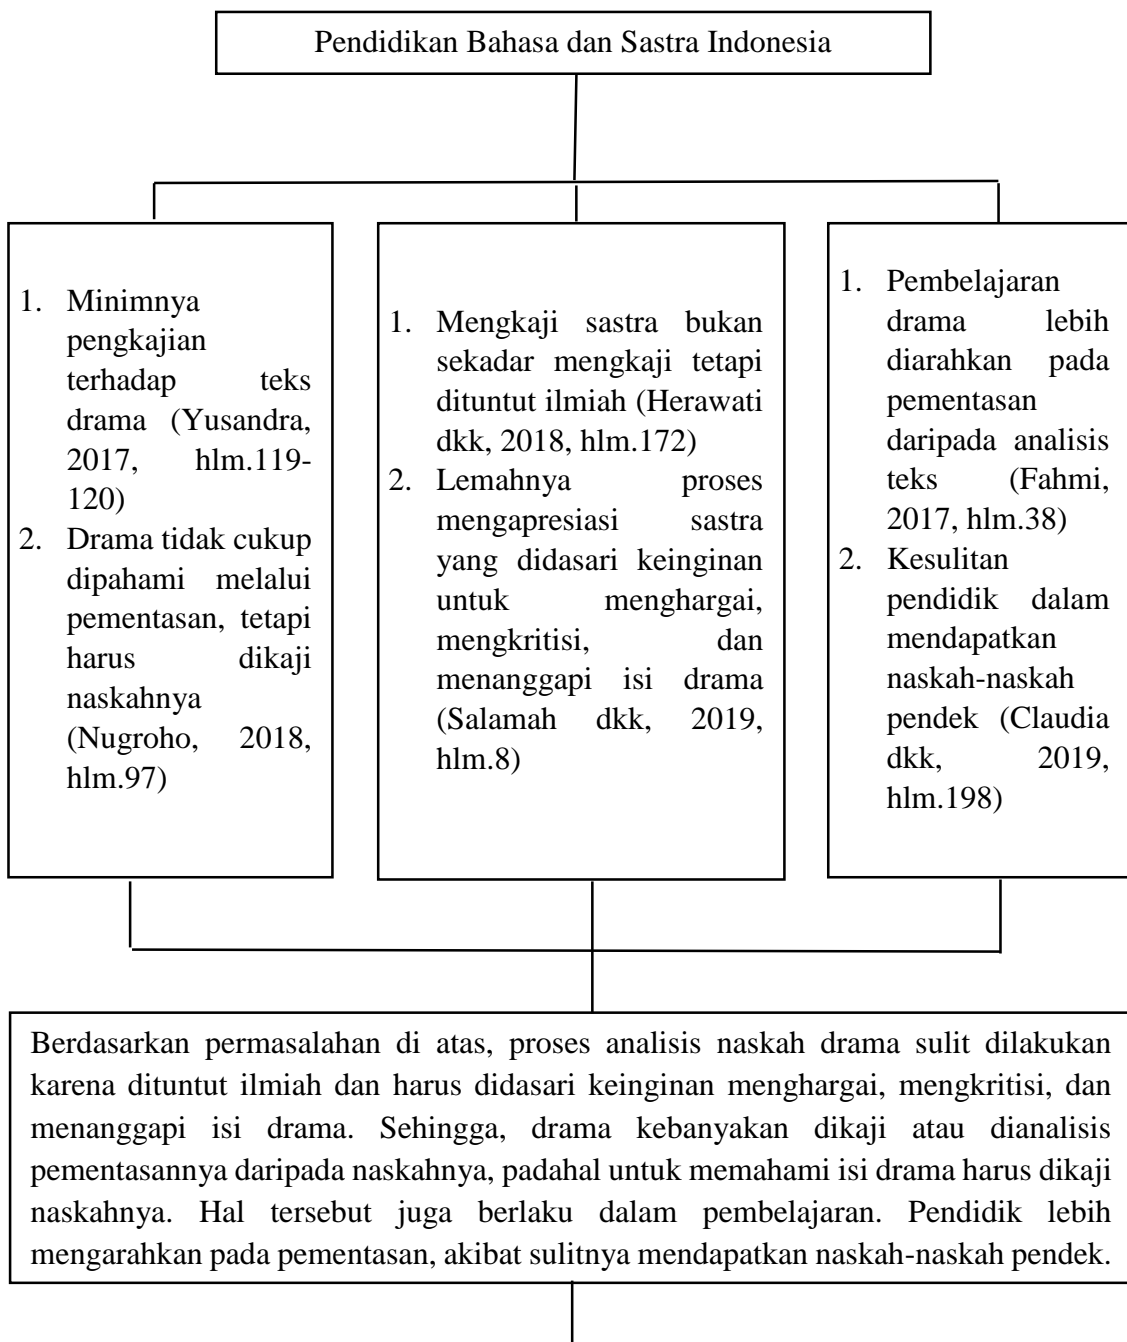 Pendidikan Bahasa dan Sastra Indonesia
1. Minimnya
pengkajian
terhadap teks
drama (Yusandra,
2017, hlm.119-
120)
2. Drama tidak cukup
dipahami melalui
pementasan, tetapi
harus dikaji
naskahnya
(Nugroho, 2018,
hlm.97)
1. Mengkaji sastra bukan
sekadar mengkaji tetapi
dituntut ilmiah (Herawati
dkk, 2018, hlm.172)
2. Lemahnya proses
mengapresiasi sastra
yang didasari keinginan
untuk menghargai,
mengkritisi, dan
menanggapi isi drama
(Salamah dkk, 2019,
hlm.8)
1. Pembelajaran
drama lebih
diarahkan pada
pementasan
daripada analisis
teks (Fahmi,
2017, hlm.38)
2. Kesulitan
pendidik dalam
mendapatkan
naskah-naskah
pendek (Claudia
dkk, 2019,
hlm.198)
Berdasarkan permasalahan di atas, proses analisis naskah drama sulit dilakukan
karena dituntut ilmiah dan harus didasari keinginan menghargai, mengkritisi, dan
menanggapi isi drama. Sehingga, drama kebanyakan dikaji atau dianalisis
pementasannya daripada naskahnya, padahal untuk memahami isi drama harus dikaji
naskahnya. Hal tersebut juga berlaku dalam pembelajaran. Pendidik lebih
mengarahkan pada pementasan, akibat sulitnya mendapatkan naskah-naskah pendek.